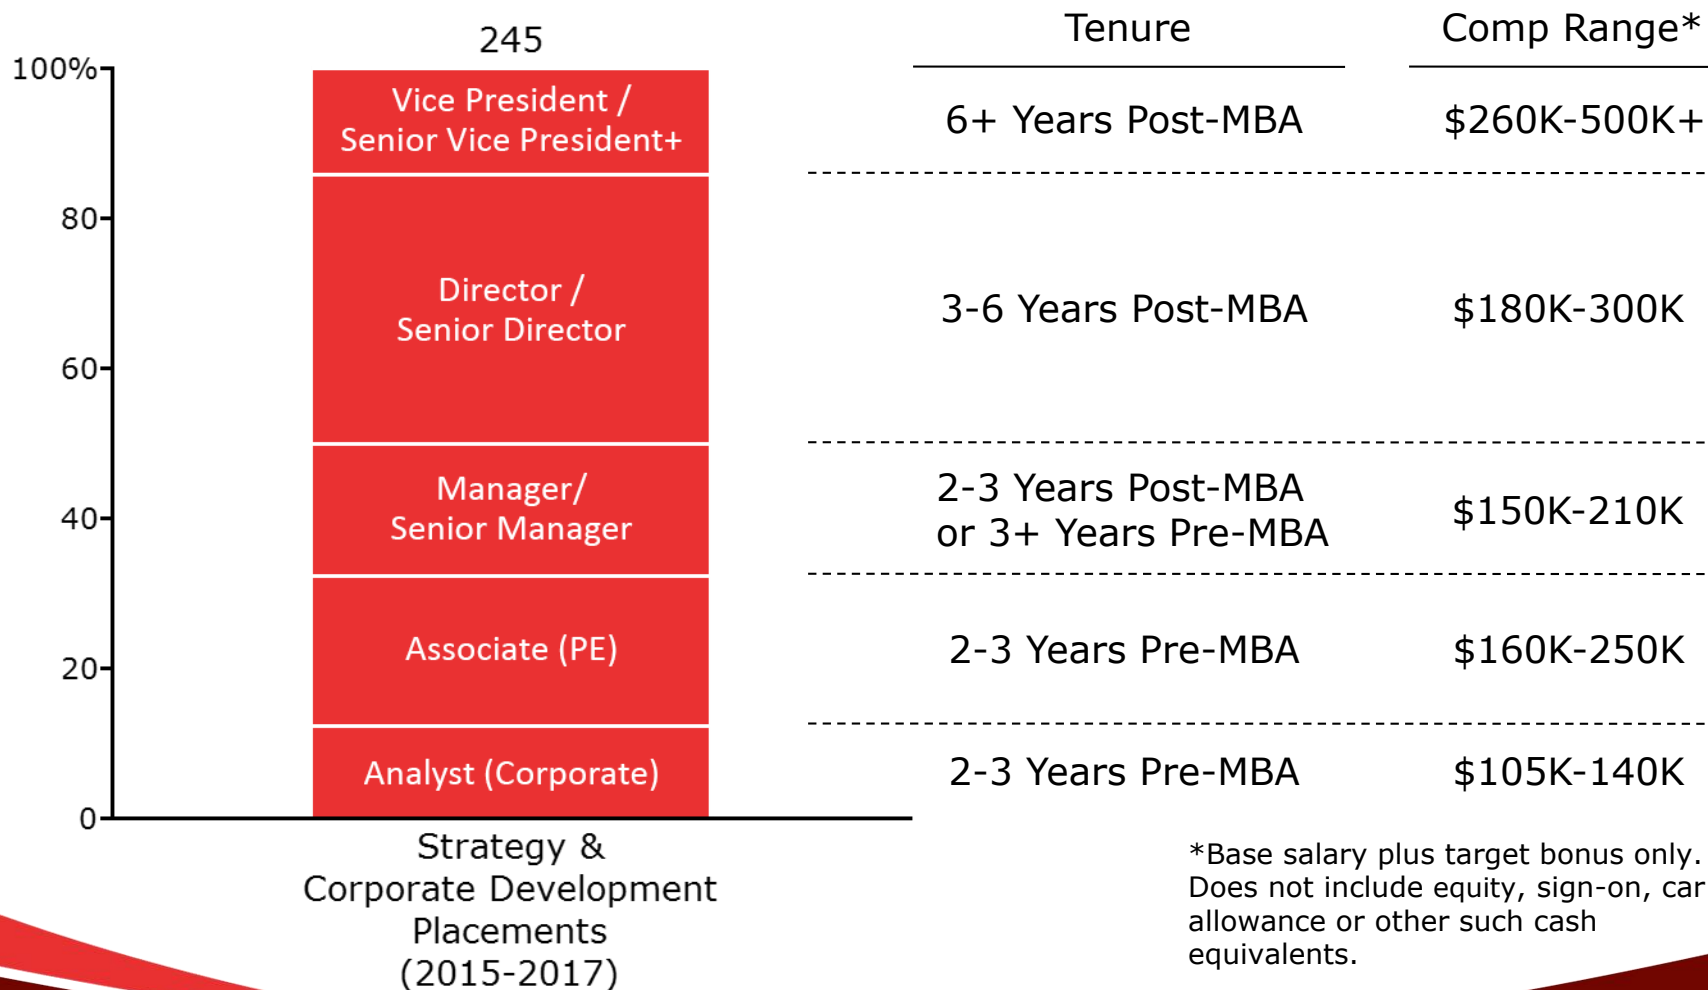 245
Tenure
Comp Range*
100%
80
60
40
20
0
Vice President /
Senior Vice President+
6+ Years Post-MBA
$260K-500K+
Director /
Senior Director
3-6 Years Post-MBA
$180K-300K
Manager/
Senior Manager
2-3 Years Post-MBA
or 3+ Years Pre-MBA
$150K-210K
Associate (PE)
2-3 Years Pre-MBA
$160K-250K
Analyst (Corporate)
2-3 Years Pre-MBA
$105K-140K
Strategy &
Corporate Development
Placements
(2015-2017)
*Base salary plus target bonus only.
Does not include equity, sign-on, car
allowance or other such cash
equivalents.